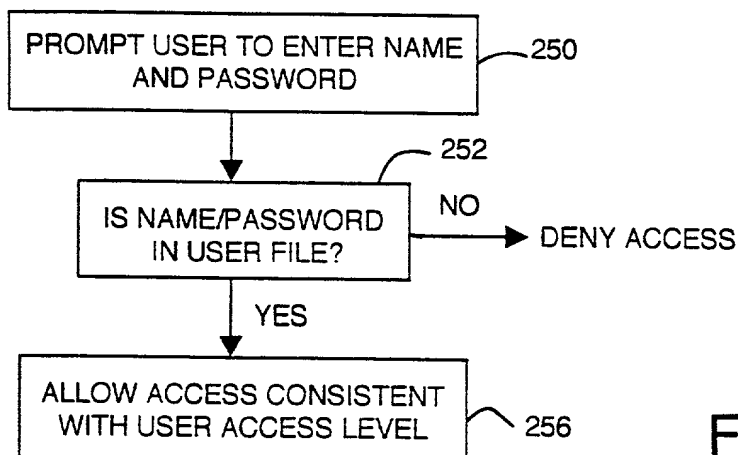 PROMPT USER TO ENTER NAME
AND PASSWORD
250
252
IS NAME/PASSWORD
IN USER FILE?
NO
DENY ACCESS
YES
ALLOW ACCESS CONSISTENT
WITH USER ACCESS LEVEL
256
F